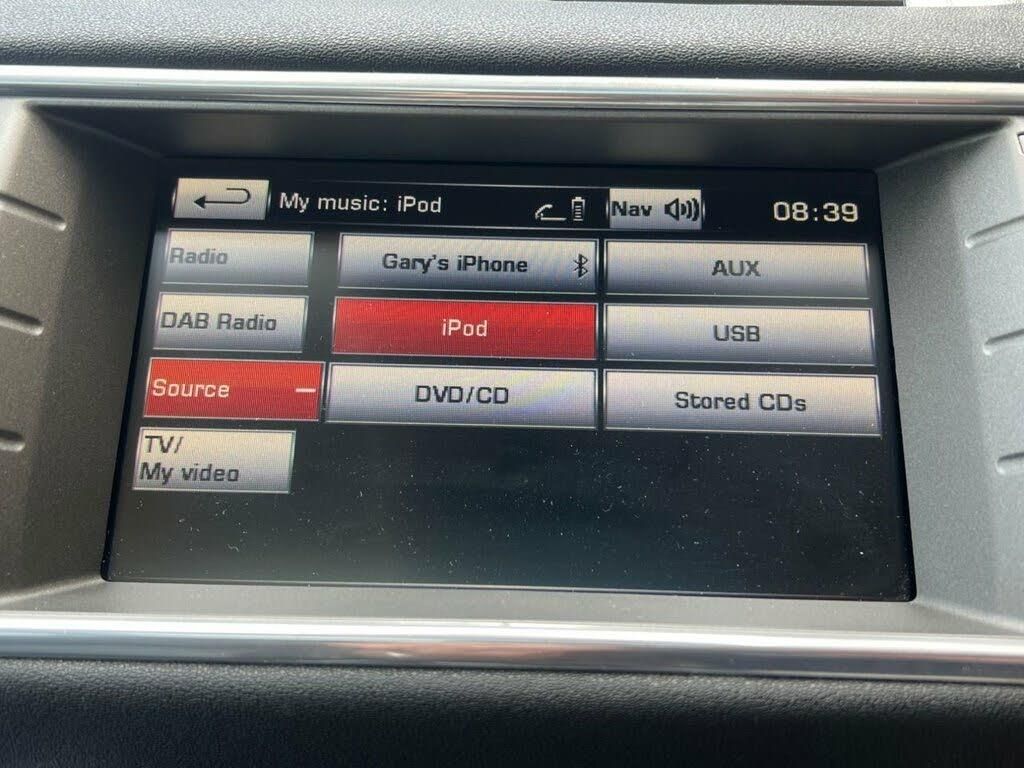 My music: iPod
Nav
08:39
Radio
Gary's iPhone
AUX
DAB Radio
iPod
USB
Source
DVD/CD
Stored CDs
TV/
My video